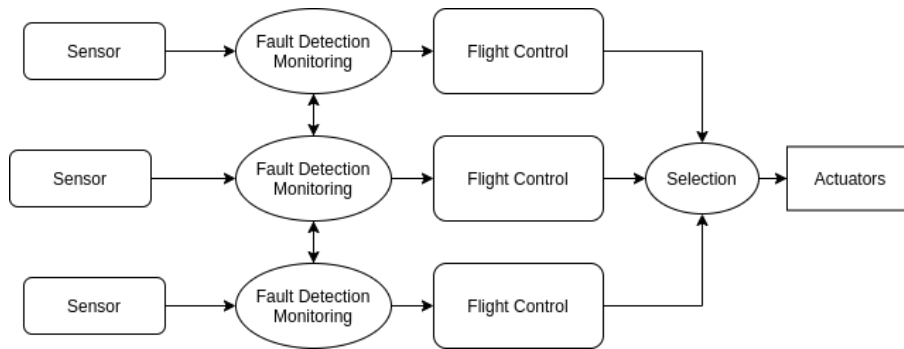 Sensor
Fault Detection
Monitoring
Flight Control
Sensor
Fault Detection
Monitoring
Flight Control
Selection
Actuators
Sensor
Fault Detection
Monitoring
Flight Control